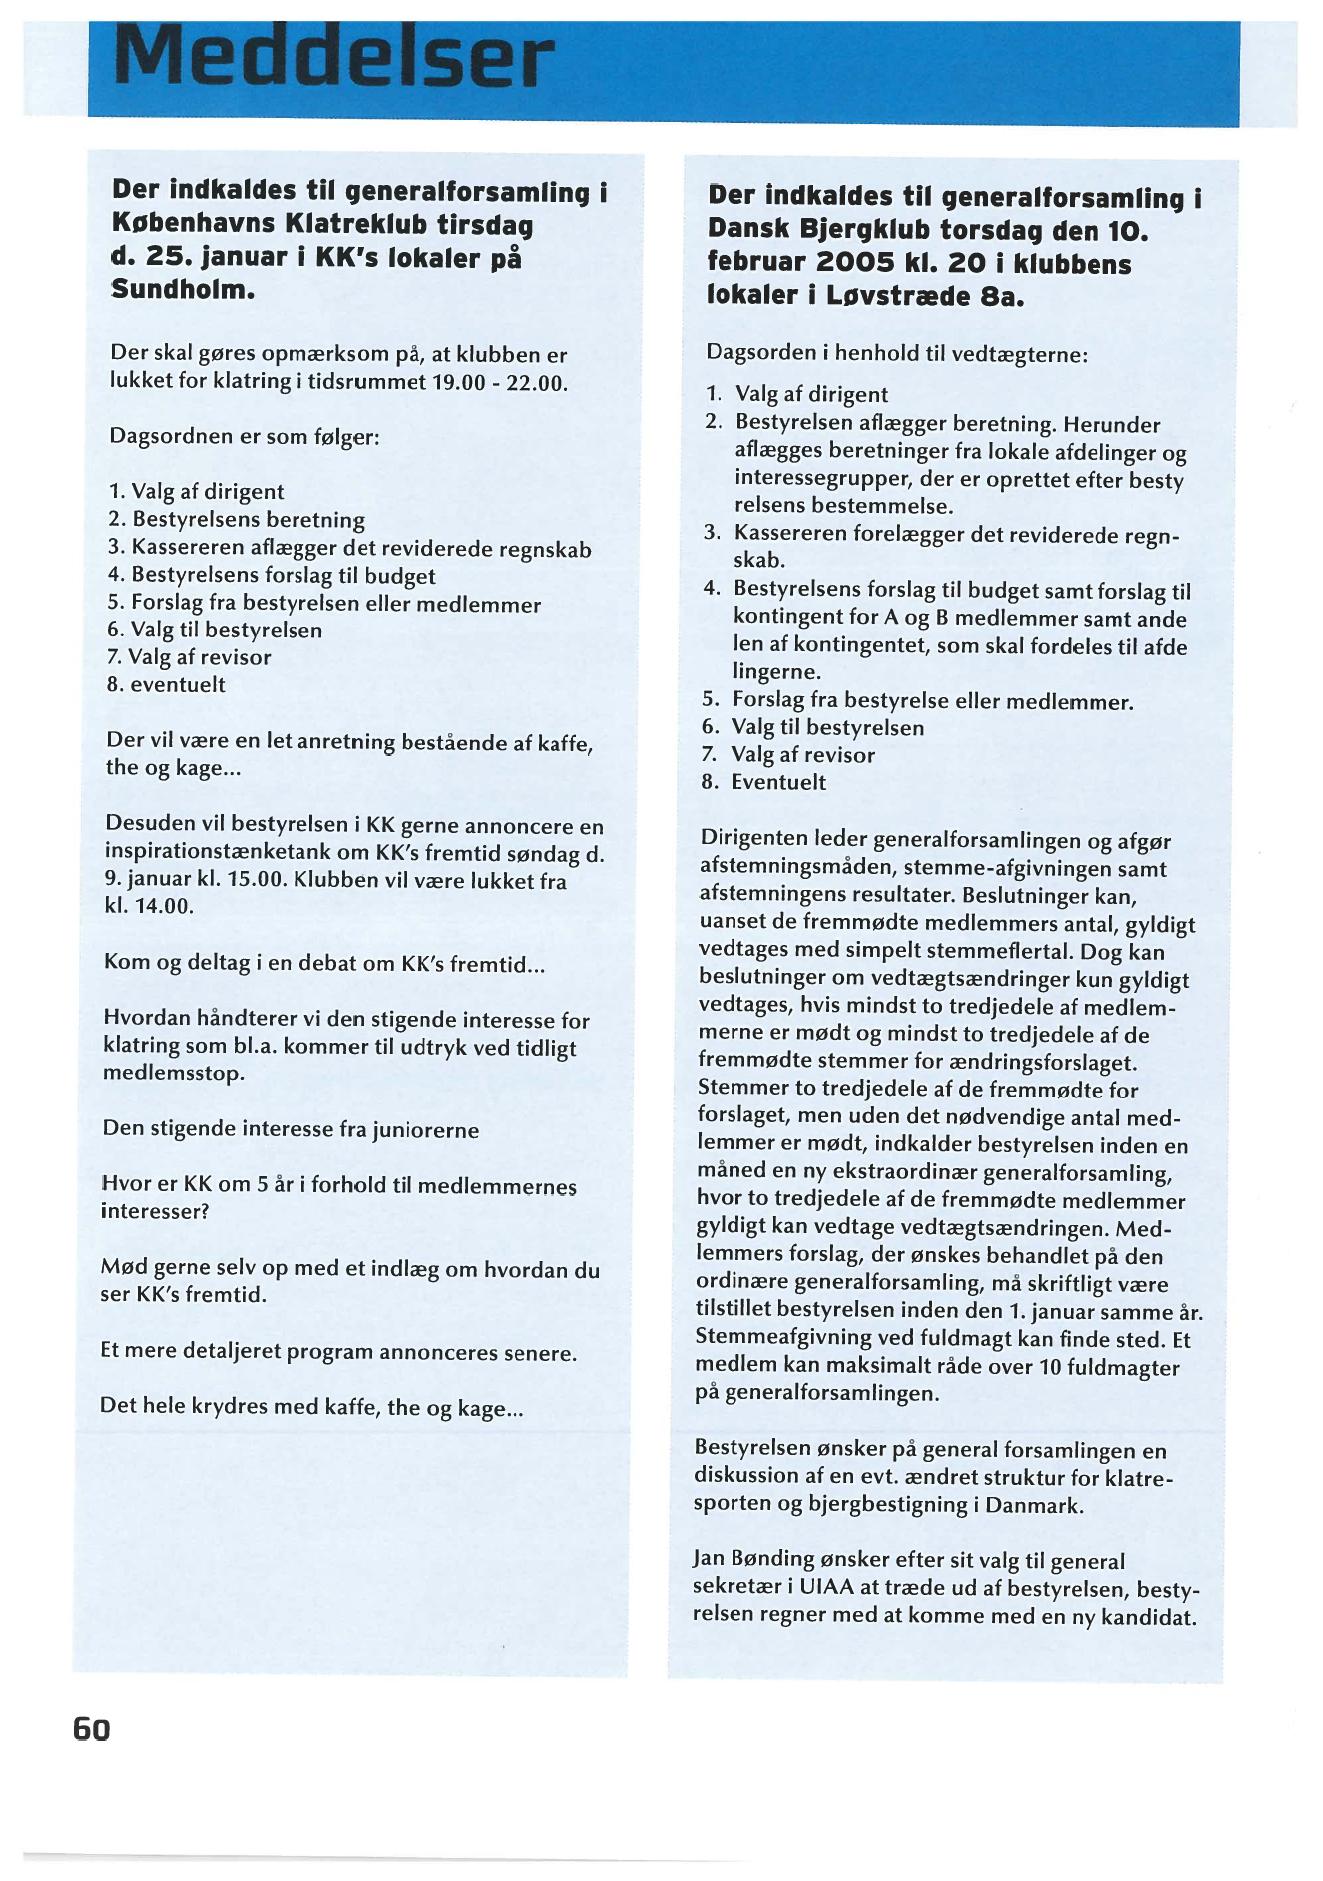 Meddelser
Der indkaldes til generalforsamling i
Københavns Klatreklub tirsdag
d. 25. januar i KK's lokaler på
Sundholm.
Der skal gøres opmærksom på, at klubben er
lukket for klatring i tidsrummet 19.00 - 22.00.
Dagsordnen er som følger:
1. Valg af dirigent
2. Bestyrelsens beretning
3. Kassereren aflægger det reviderede regnskab
4. Bestyrelsens forslag til budget
5. Forslag fra bestyrelsen eller medlemmer
6. Valg til bestyrelsen
7. Valg af revisor
8. eventuelt
Der vil være en let anretning bestående af kaffe,
the og kage...
Desuden vil bestyrelsen i KK gerne annoncere en
inspirationstænketank om KK's fremtid søndag d.
9. januar kl. 15.00. Klubben vil være lukket fra
kl. 14.00.
Kom og deltag i en debat om KK's fremtid...
Hvordan håndterer vi den stigende interesse for
klatring som bl.a. kommer til udtryk ved tidligt
medlemsstop.
Den stigende interesse fra juniorerne
Hvor er KK om 5 år i forhold til medlemmernes
interesser?
Mød gerne selv op med et indlæg om hvordan du
ser KK's fremtid.
Et mere detaljeret program annonceres senere.
Det hele krydres med kaffe, the og kage...
Der indkaldes til generalforsamling i
Dansk Bjergklub torsdag den 10.
februar 2005 kl. 20 i klubbens
lokaler i Løvstræde 8a.
Dagsorden i henhold til vedtægterne:
1. Valg af dirigent
2. Bestyrelsen aflægger beretning. Herunder
aflægges beretninger fra lokale afdelinger og
interessegrupper, der er oprettet efter besty
relsens bestemmelse.
3. Kassereren forelægger det reviderede regn-
skab.
4. Bestyrelsens forslag til budget samt forslag til
kontingent for A og B medlemmer samt ande
len af kontingentet, som skal fordeles til afde
lingerne.
5. Forslag fra bestyrelse eller medlemmer.
6. Valg til bestyrelsen
7. Valg af revisor
8. Eventuelt
Dirigenten leder generalforsamlingen og afgør
afstemningsmåden, stemme-afgivningen samt
afstemningens resultater. Beslutninger kan,
uanset de fremmødte medlemmers antal, gyldigt
vedtages med simpelt stemmeflertal. Dog kan
beslutninger om vedtægtsændringer kun gyldigt
vedtages, hvis mindst to tredjedele af medlem-
merne er mødt og mindst to tredjedele af de
fremmødte stemmer for ændringsforslaget.
Stemmer to tredjedele af de fremmødte for
forslaget, men uden det nødvendige antal med-
lemmer er mødt, indkalder bestyrelsen inden en
måned en ny ekstraordinær generalforsamling,
hvor to tredjedele af de fremmødte medlemmer
gyldigt kan vedtage vedtægtsændringen. Med-
lemmers forslag, der ønskes behandlet på den
ordinære generalforsamling, må skriftligt være
tilstillet bestyrelsen inden den 1. januar samme år.
Stemmeafgivning ved fuldmagt kan finde sted. Et
medlem kan maksimalt råde over 10 fuldmagter
på generalforsamlingen.
Bestyrelsen ønsker på general forsamlingen en
diskussion af en evt. ændret struktur for klatre-
sporten og bjergbestigning i Danmark.
Jan Bønding ønsker efter sit valg til general
sekretær i UIAA at træde ud af bestyrelsen, besty-
relsen regner med at komme med en ny kandidat.
60